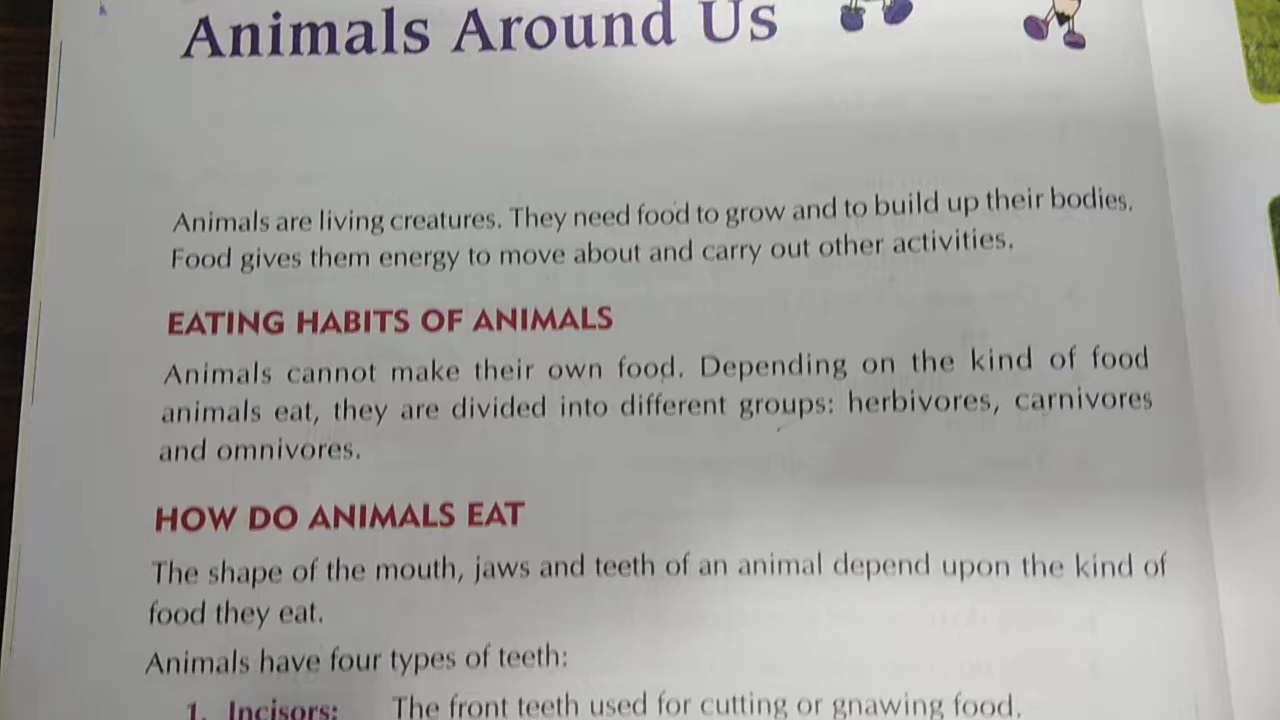 Animals Around Us
Animals are living creatures. They need food to grow and to build up their bodies.
Food gives them energy to move about and carry out other activities.
EATING HABITS OF ANIMALS
Animals cannot make their own food. Depending on the kind of food
animals eat, they are divided into different groups: herbivores, carnivores
and omnivores.
HOW DO ANIMALS EAT
The shape of the mouth, jaws and teeth of an animal depend upon the kind of
food they eat.
Animals have four types of teeth:
1. Incisors: The front teeth used for cutting or gnawing food.